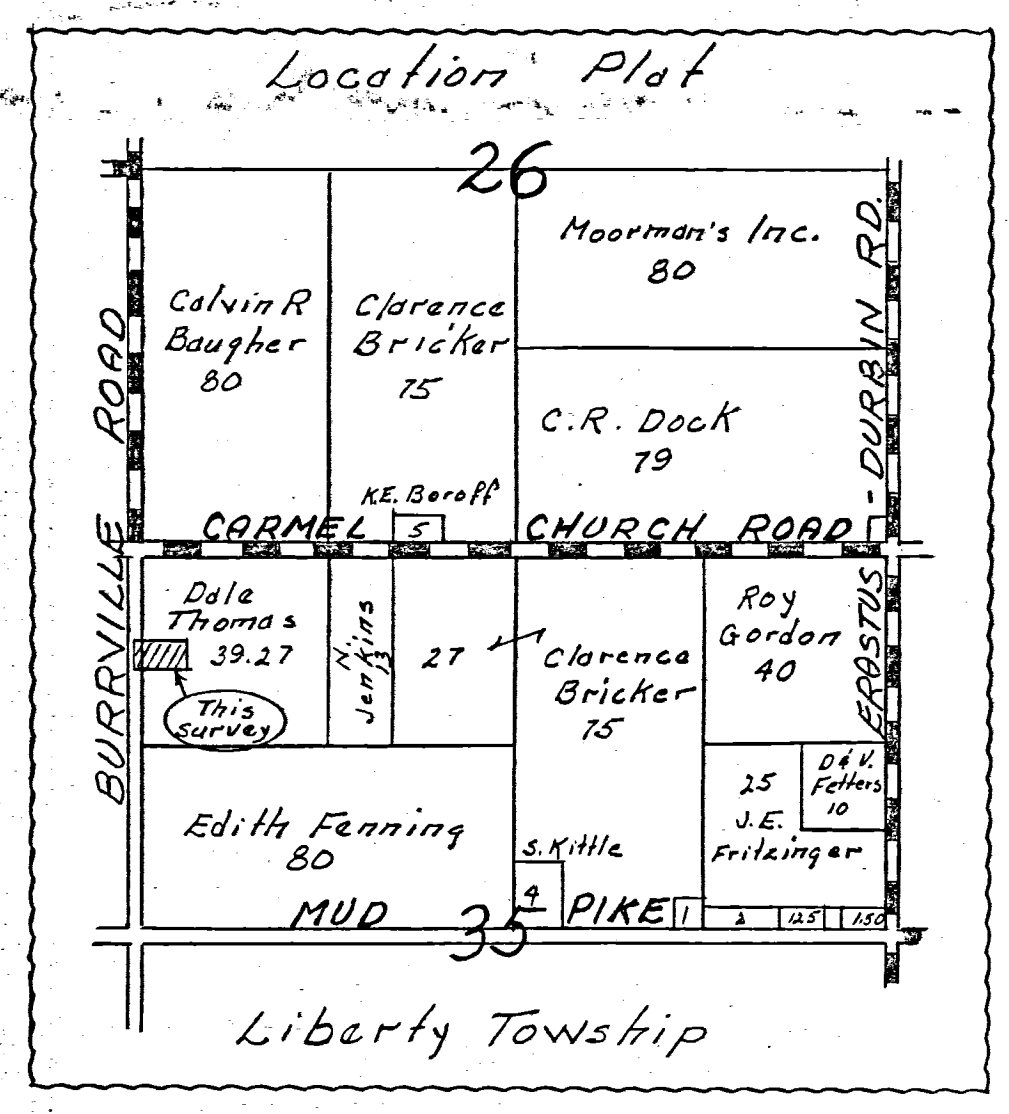 Location Plat
26
Moorman's Inc.
80
Calvin R
Baugher
80
Clarence
Bricker
75
C.R. Dock
79
K.E. Boroff
5
BURRVILLE ROAD
CARMEL CHURCH ROAD
ERASTUS - DURBIN RD.
Dale
Thomas
39.27
This
survey
N.
Jenkins
13
27
Clarence
Bricker
75
Roy
Gordon
40
D & V.
Fetters
10
25
J.E.
Fritzinger
Edith Fenning
80
S. Kittle
4
1
2
1.25
1.50
MUD PIKE
35
Liberty Towship